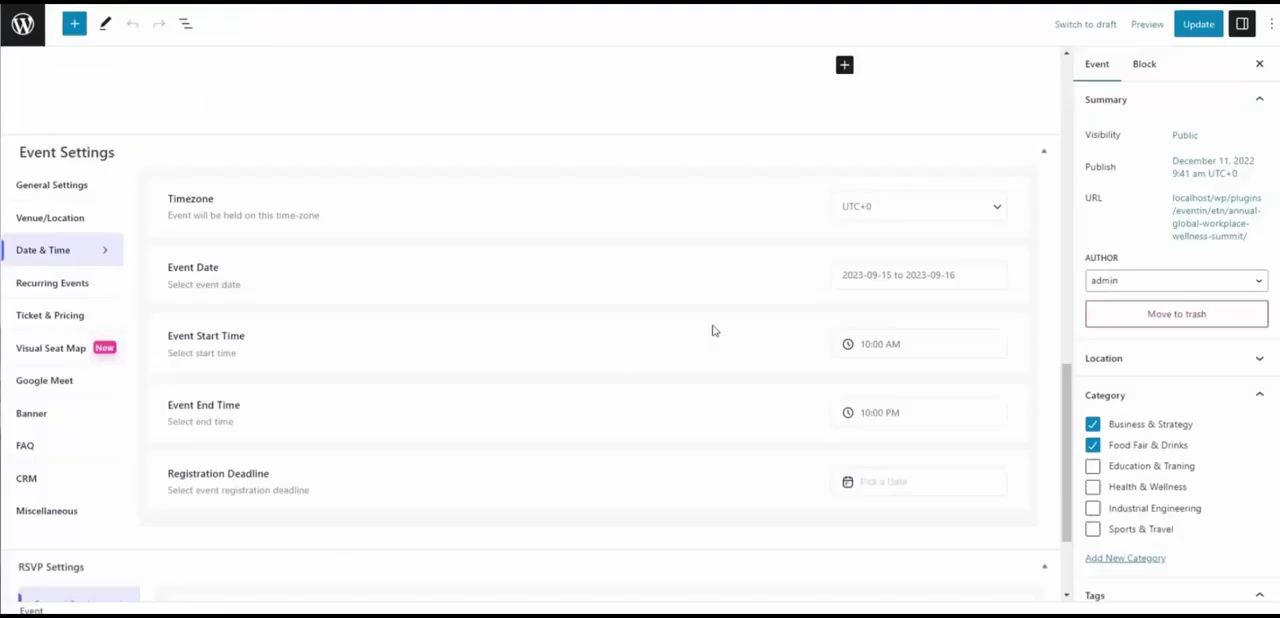 Switch to draft
Preview
Update
Event
Block
Summary
Visibility
Public
Publish
December 11, 2022
9:41 am UTC+0
URL
localhost/wp/plugins
/eventin/etn/annual-
global-workplace-
wellness-summit/
AUTHOR
admin
Move to trash
Location
Category
Business & Strategy
Food Fair & Drinks
Education & Traning
Health & Wellness
Industrial Engineering
Sports & Travel
Add New Category
Tags
Event Settings
General Settings
Venue/Location
Date & Time
Recurring Events
Ticket & Pricing
Visual Seat Map New
Google Meet
Banner
FAQ
CRM
Miscellaneous
Timezone
Event will be held on this time-zone
UTC+0
Event Date
Select event date
2023-09-15 to 2023-09-16
Event Start Time
Select start time
10:00 AM
Event End Time
Select end time
10:00 PM
Registration Deadline
Select event registration deadline
Pick a Date
RSVP Settings
Event